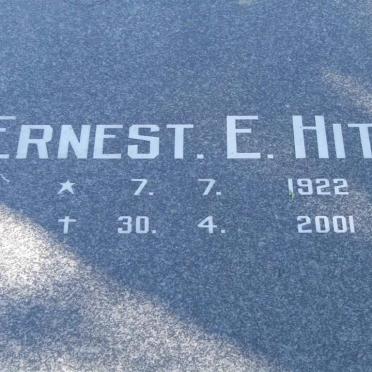 ERNEST. E. HIT
★ 7. 7. 1922
✝ 30. 4. 2001